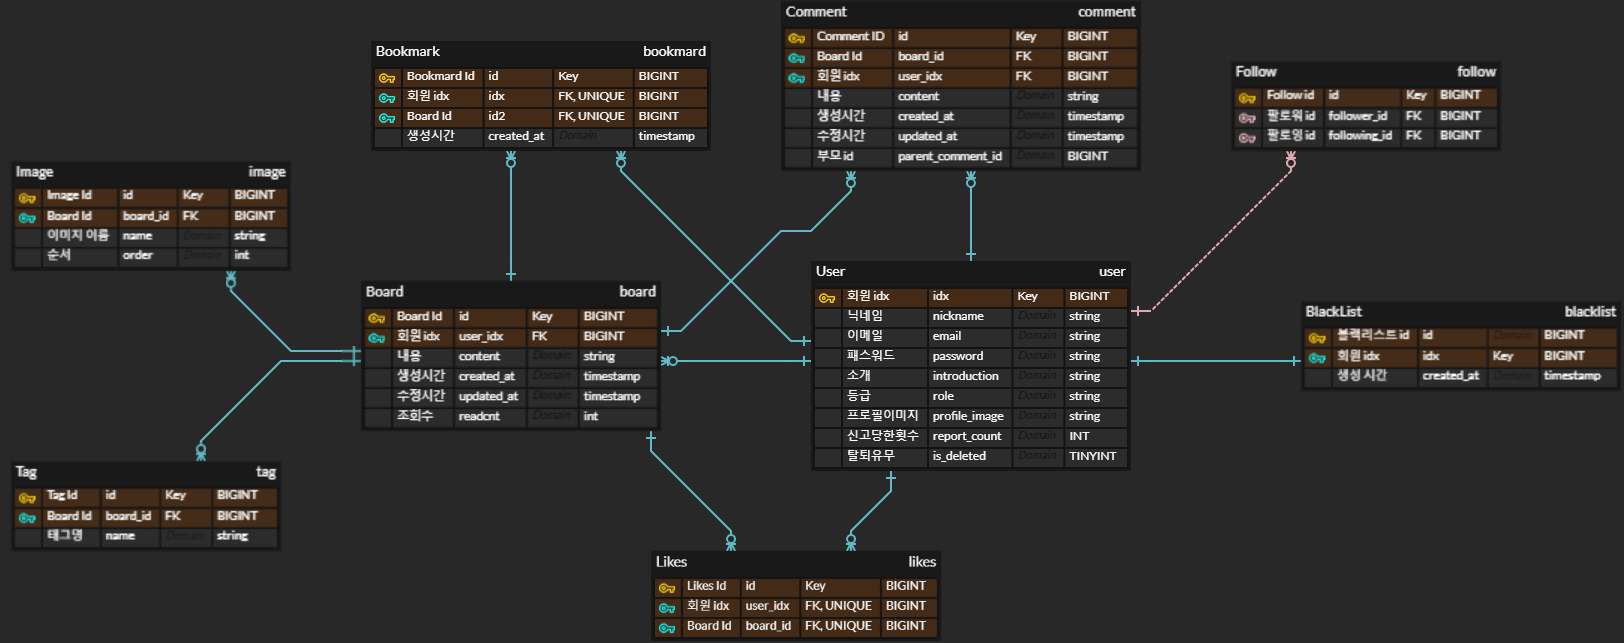 Bookmark bookmard
Bookmard Id id Key BIGINT
회원 idx idx FK, UNIQUE BIGINT
Board Id id2 FK, UNIQUE BIGINT
생성시간 created_at Domain timestamp
Comment comment
Comment ID id Key BIGINT
Board Id board_id FK BIGINT
회원 idx user_idx FK BIGINT
내용 content Domain string
생성시간 created_at Domain timestamp
수정시간 updated_at Domain timestamp
부모 id parent_comment_id Domain BIGINT
Follow follow
Follow id id Key BIGINT
팔로워 id follower_id FK BIGINT
팔로잉 id following_id FK BIGINT
Image image
Image Id id Key BIGINT
Board Id board_id FK BIGINT
이미지 이름 name Domain string
순서 order Domain int
Board board
Board Id id Key BIGINT
회원 idx user_idx FK BIGINT
내용 content Domain string
생성시간 created_at Domain timestamp
수정시간 updated_at Domain timestamp
조회수 readcnt Domain int
User user
회원 idx idx Key BIGINT
닉네임 nickname Domain string
이메일 email Domain string
패스워드 password Domain string
소개 introduction Domain string
등급 role Domain string
프로필이미지 profile_image Domain string
신고당한횟수 report_count Domain INT
탈퇴유무 is_deleted Domain TINYINT
BlackList blacklist
블랙리스트 id id Domain BIGINT
회원 idx idx Key BIGINT
생성 시간 created_at Domain timestamp
Tag tag
Tag Id id Key BIGINT
Board Id board_id FK BIGINT
태그명 name Domain string
Likes likes
Likes Id id Key BIGINT
회원 idx user_idx FK, UNIQUE BIGINT
Board Id board_id FK, UNIQUE BIGINT